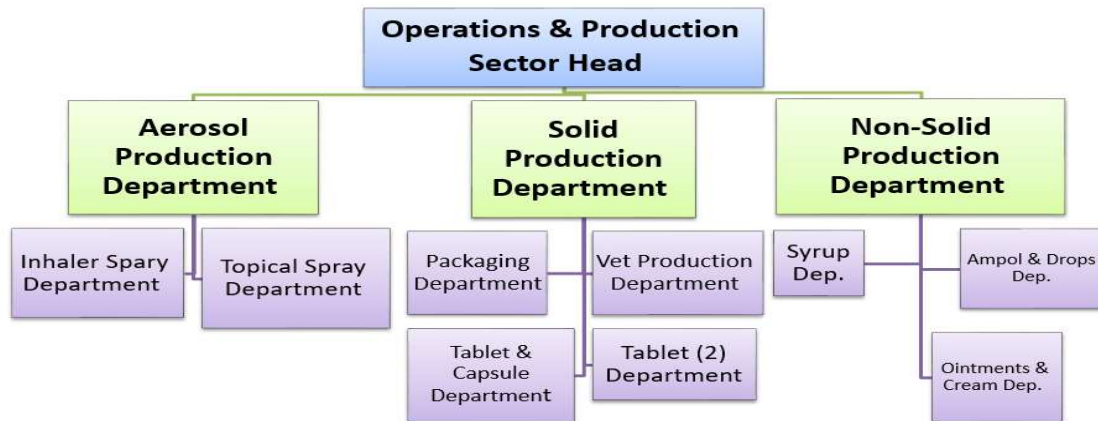 Operations & Production
Sector Head
Aerosol
Production
Department
Solid
Production
Department
Non-Solid
Production
Department
Inhaler Spary
Department
Topical Spray
Department
Packaging
Department
Vet Production
Department
Tablet &
Capsule
Department
Tablet (2)
Department
Syrup
Dep.
Ampol & Drops
Dep.
Ointments &
Cream Dep.